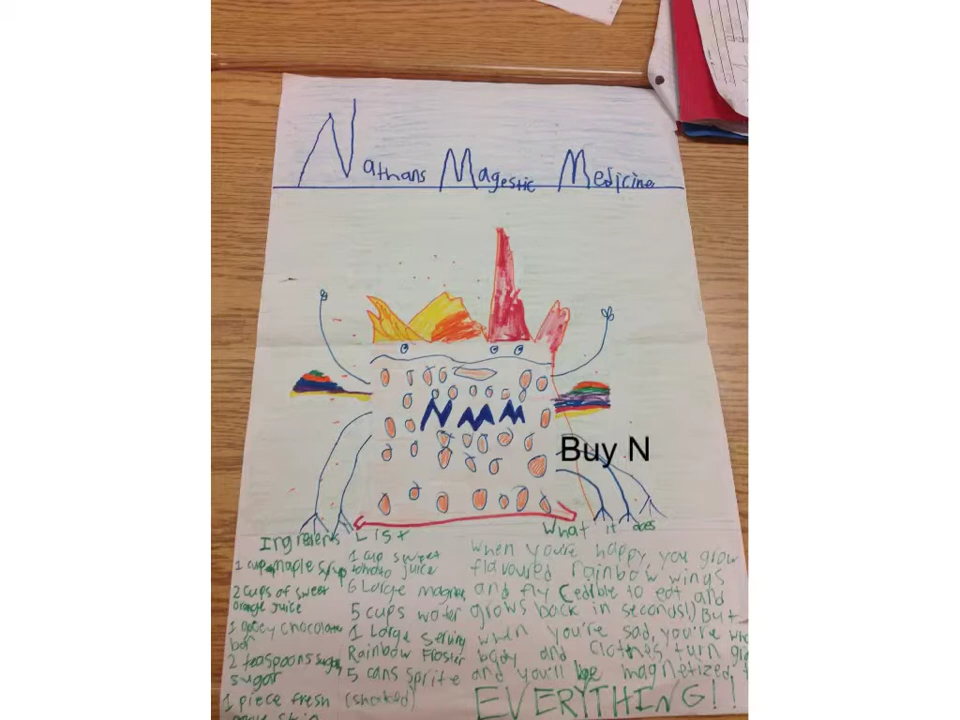 Nathans Magestic Medicine
NMM
Buy N
List
1 cup maple syrup
2 cups of sweet
orange juice
1 gooey chocolate
bar
2 teaspoons sugary
sugar
1 piece fresh
1 cup sweet
tomato juice
6 Large magnets
5 cups water
1 Large Serving
Rainbow Froster
5 cans Sprite
(shaked)
What it does
When you're happy you grow
flavoured rainbow wings
and fly (edible to eat and
grows back in seconds!) But
when you're sad, you're
body and clothes, turn
and you'll be magnetized
EVERYTHING!!